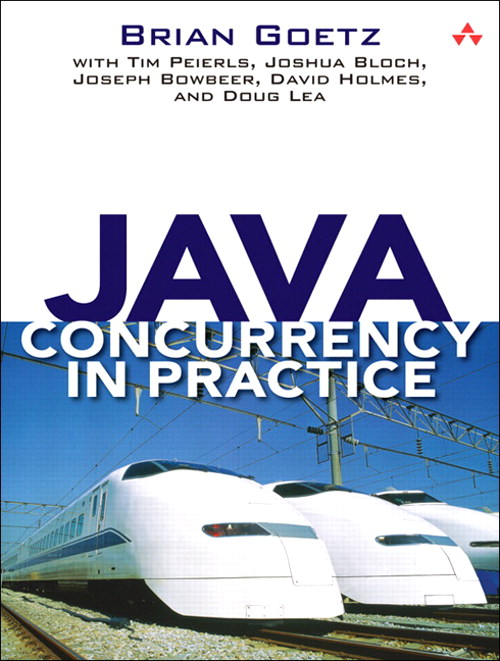 BRIAN GOETZ
WITH TIM PEIERLS, JOSHUA BLOCH,
JOSEPH BOWBEER, DAVID HOLMES,
AND DOUG LEA
JAVA
CONCURRENCY
IN PRACTICE